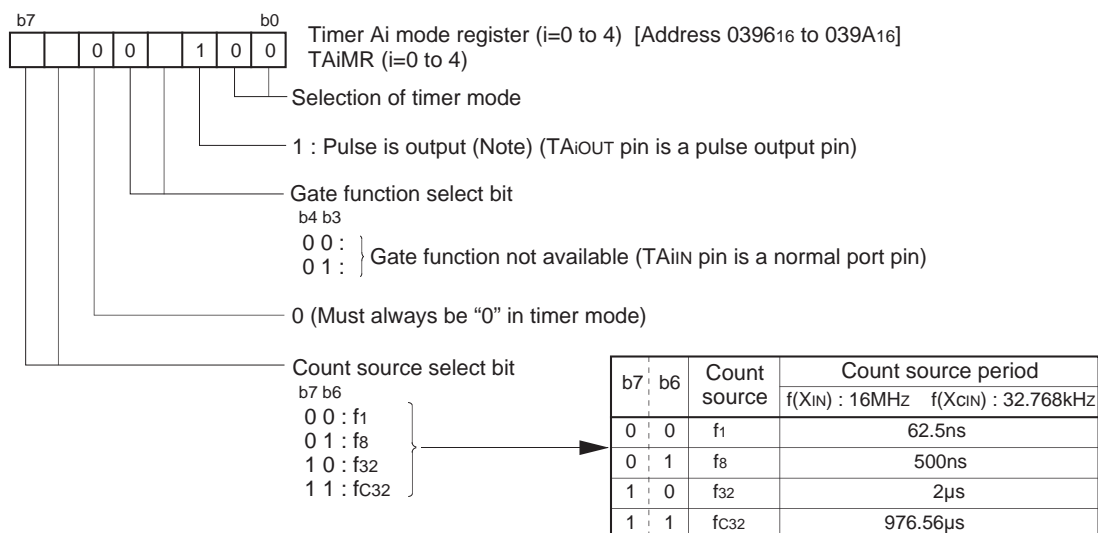 b7 b0
0 0 1 0 0
Timer Ai mode register (i=0 to 4) [Address 039616 to 039A16]
TAiMR (i=0 to 4)
Selection of timer mode
1 : Pulse is output (Note) (TAiOUT pin is a pulse output pin)
Gate function select bit
b4 b3
0 0 :
0 1 :
Gate function not available (TAiIN pin is a normal port pin)
0 (Must always be “0” in timer mode)
Count source select bit
b7 b6
0 0 : f1
0 1 : f8
1 0 : f32
1 1 : fC32
b7 b6 Count source Count source period
f(XIN) : 16MHz f(XCIN) : 32.768kHz
0 0 f1 62.5ns
0 1 f8 500ns
1 0 f32 2µs
1 1 fC32 976.56µs